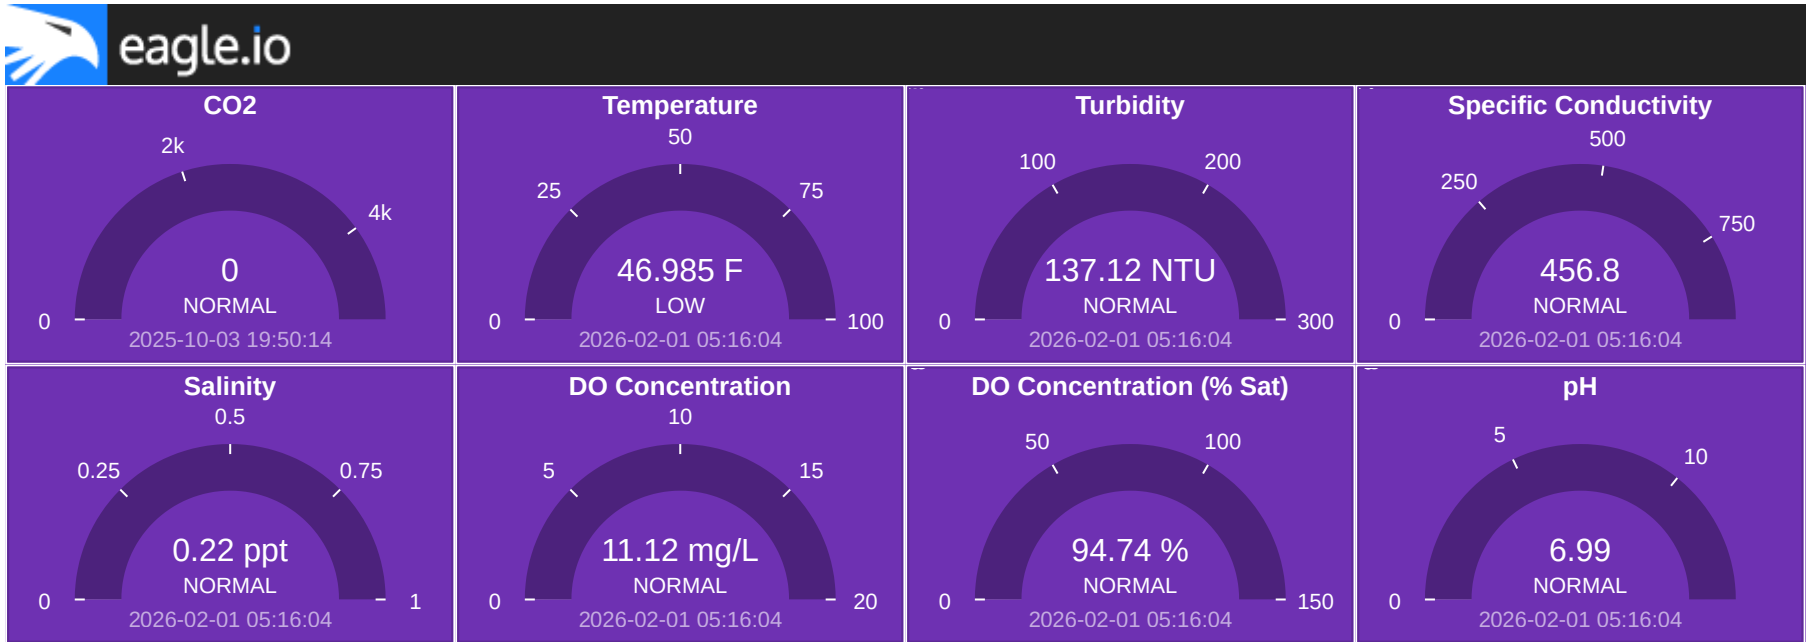 eagle.io
CO2
2k
4k
0
0
NORMAL
2025-10-03 19:50:14
Temperature
50
25
75
46.985 F
LOW
0
100
2026-02-01 05:16:04
Turbidity
100
200
137.12 NTU
NORMAL
0
300
2026-02-01 05:16:04
Specific Conductivity
500
250
750
456.8
NORMAL
0
2026-02-01 05:16:04
Salinity
0.5
0.25
0.75
0.22 ppt
NORMAL
0
1
2026-02-01 05:16:04
DO Concentration
10
5
15
11.12 mg/L
NORMAL
0
20
2026-02-01 05:16:04
DO Concentration (% Sat)
50
100
94.74 %
NORMAL
0
150
2026-02-01 05:16:04
pH
5
10
6.99
NORMAL
0
2026-02-01 05:16:04